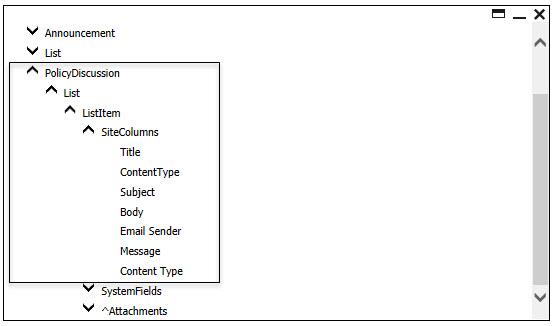 Announcement
List
PolicyDiscussion
List
ListItem
SiteColumns
Title
ContentType
Subject
Body
Email Sender
Message
Content Type
SystemFields
^Attachments